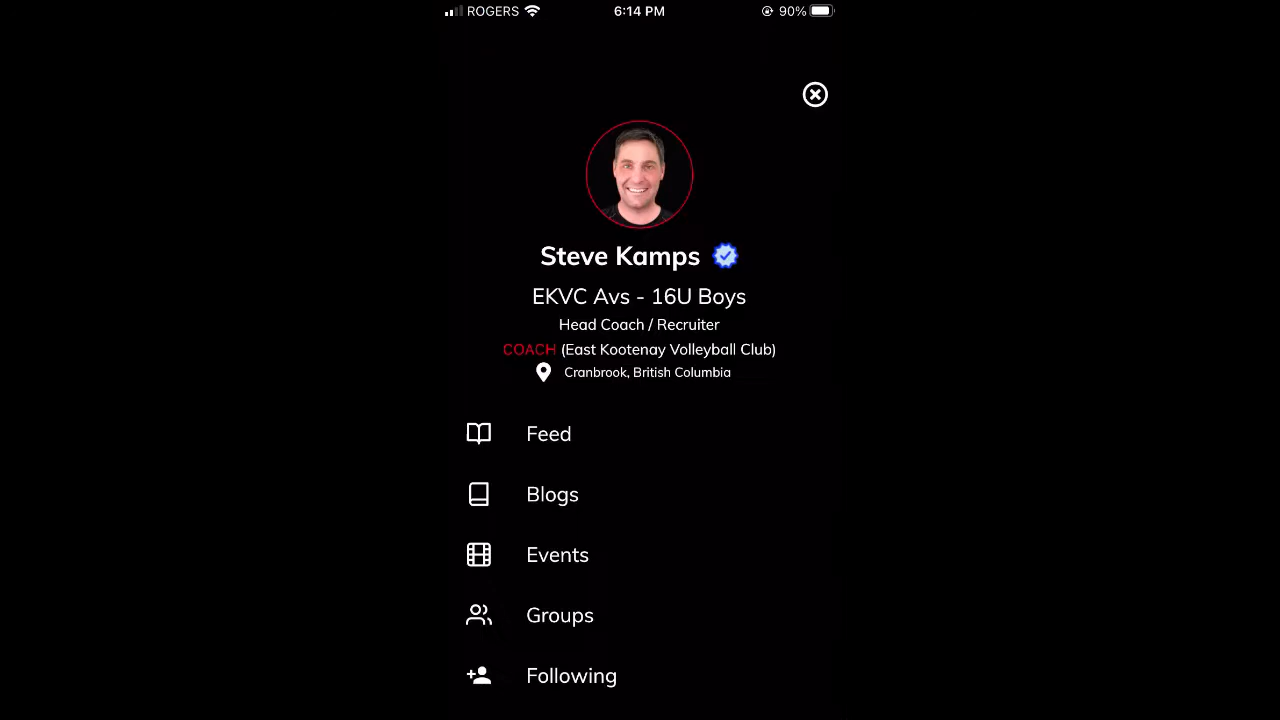 ROGERS 6:14 PM 90%
Steve Kamps
EKVC Avs - 16U Boys
Head Coach / Recruiter
COACH (East Kootenay Volleyball Club)
Cranbrook, British Columbia
Feed
Blogs
Events
Groups
Following